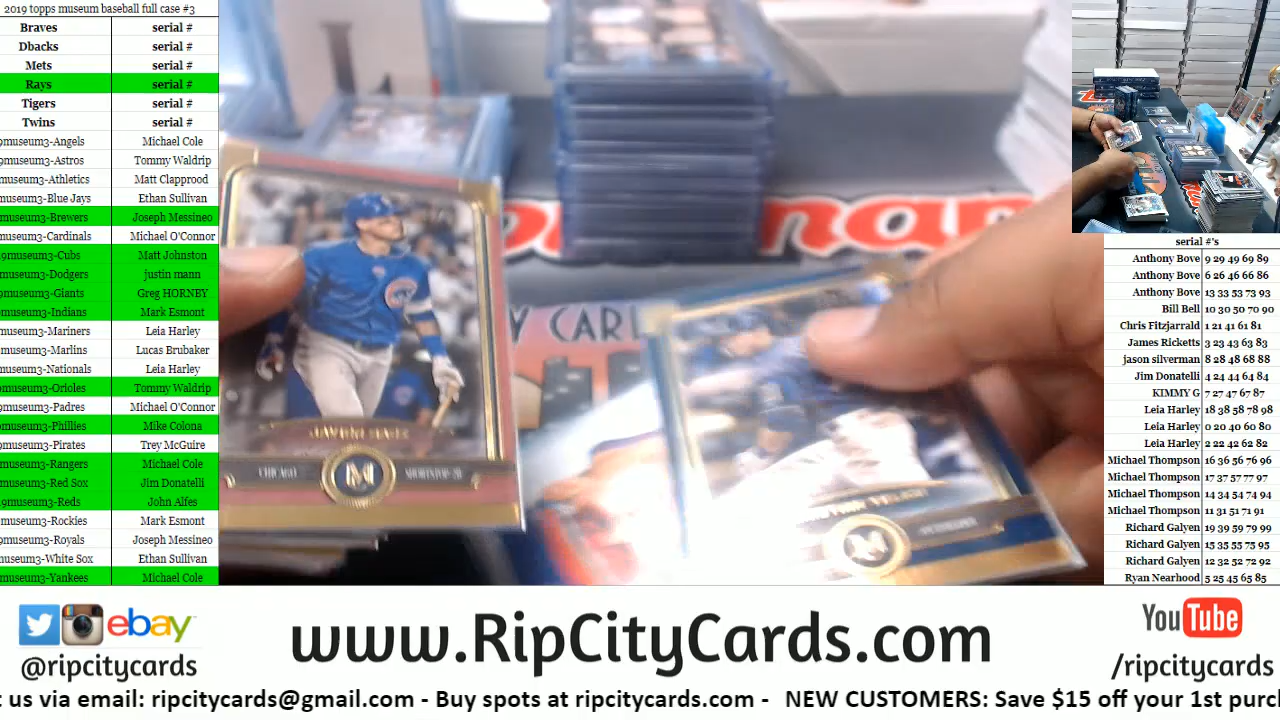 2019 topps museum baseball full case #3
Braves serial #
Dbacks serial #
Mets serial #
Rays serial #
Tigers serial #
Twins serial #
9museum3-Angels Michael Cole
9museum3-Astros Tommy Waldrip
museum3-Athletics Matt Clapprood
museum3-Blue Jays Ethan Sullivan
museum3-Brewers Joseph Messineo
museum3-Cardinals Michael O'Connor
9museum3-Cubs Matt Johnston
museum3-Dodgers justin mann
museum3-Giants Greg HORNBY
museum3-Indians Mark Esmont
museum3-Mariners Leia Harley
museum3-Marlins Lucas Brubaker
museum3-Nationals Leia Harley
museum3-Orioles Tommy Waldrip
9museum3-Padres Michael O'Connor
museum3-Phillies Mike Colona
museum3-Pirates Trey McGuire
museum3-Rangers Michael Cole
museum3-Red Sox Jim Donatelli
9museum3-Reds John Alfes
museum3-Rockies Mark Esmont
museum3-Royals Joseph Messineo
museum3-White Sox Ethan Sullivan
museum3-Yankees Michael Cole
Y CAR
CHICAGO M
M
serial #'s
Anthony Bove 9 29 49 69 89
Anthony Bove 6 26 46 66 86
Anthony Bove 13 33 53 73 93
Bill Bell 10 30 50 70 90
Chris Fitzjarrald 1 21 41 61 81
James Ricketts 3 23 43 63 83
jason silverman 8 28 48 68 88
Jim Donatelli 4 24 44 64 84
KIMMY G 7 27 47 67 87
Leia Harley 18 38 58 78 98
Leia Harley 0 20 40 60 80
Leia Harley 2 22 42 62 82
Michael Thompson 16 36 56 76 96
Michael Thompson 17 37 57 77 97
Michael Thompson 14 34 54 74 94
Michael Thompson 11 31 51 71 91
Richard Galyen 19 39 59 79 99
Richard Galyen 15 35 55 75 95
Richard Galyen 12 32 52 72 92
Ryan Nearhood 5 25 45 65 85
ebay
@ripcitycards
www.RipCityCards.com
YouTube
/ripcitycards
t us via email: ripcitycards@gmail.com - Buy spots at ripcitycards.com - NEW CUSTOMERS: Save $15 off your 1st purch